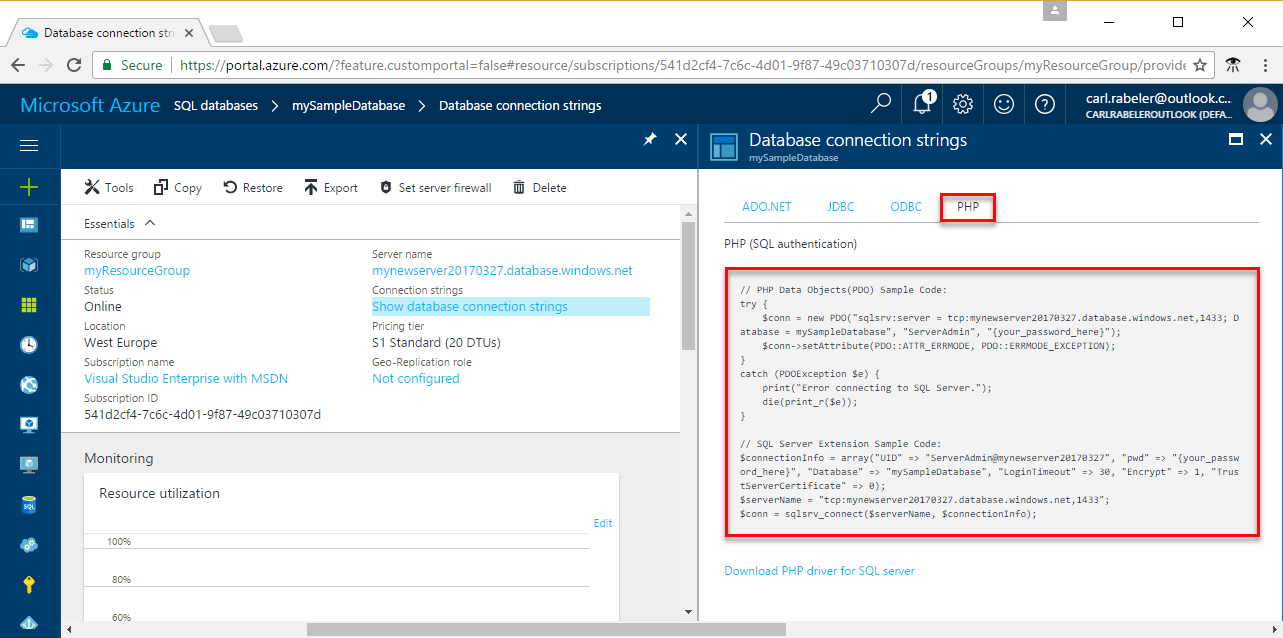 Database connection stri
Secure
https://portal.azure.com/?feature.customportal=false#resource/subscriptions/541d2cf4-7c6c-4d01-9f87-49c03710307d/resourceGroups/myResourceGroup/provide
Microsoft Azure SQL databases > mySampleDatabase > Database connection strings
1
carl.rabeler@outlook.c...
CARLRABELEROUTLOOK (DEFA...
Database connection strings
mySampleDatabase
Tools Copy Restore Export Set server firewall Delete
Essentials
Resource group
myResourceGroup
Status
Online
Location
West Europe
Subscription name
Visual Studio Enterprise with MSDN
Subscription ID
541d2cf4-7c6c-4d01-9f87-49c03710307d
Server name
mynewserver20170327.database.windows.net
Connection strings
Show database connection strings
Pricing tier
S1 Standard (20 DTUs)
Geo-Replication role
Not configured
Monitoring
Resource utilization
Edit
100%
80%
60%
SQL
ADO.NET JDBC ODBC PHP
PHP (SQL authentication)
// PHP Data Objects(PDO) Sample Code:
try {
    $conn = new PDO("sqlsrv:server = tcp:mynewserver20170327.database.windows.net,1433; D
atabase = mySampleDatabase", "ServerAdmin", "{your_password_here}");
    $conn->setAttribute(PDO::ATTR_ERRMODE, PDO::ERRMODE_EXCEPTION);
}
catch (PDOException $e) {
    print("Error connecting to SQL Server.");
    die(print_r($e));
}
// SQL Server Extension Sample Code:
$connectionInfo = array("UID" => "ServerAdmin@mynewserver20170327", "pwd" => "{your_passw
ord_here}", "Database" => "mySampleDatabase", "LoginTimeout" => 30, "Encrypt" => 1, "Trus
tServerCertificate" => 0);
$serverName = "tcp:mynewserver20170327.database.windows.net,1433";
$conn = sqlsrv_connect($serverName, $connectionInfo);
Download PHP driver for SQL server